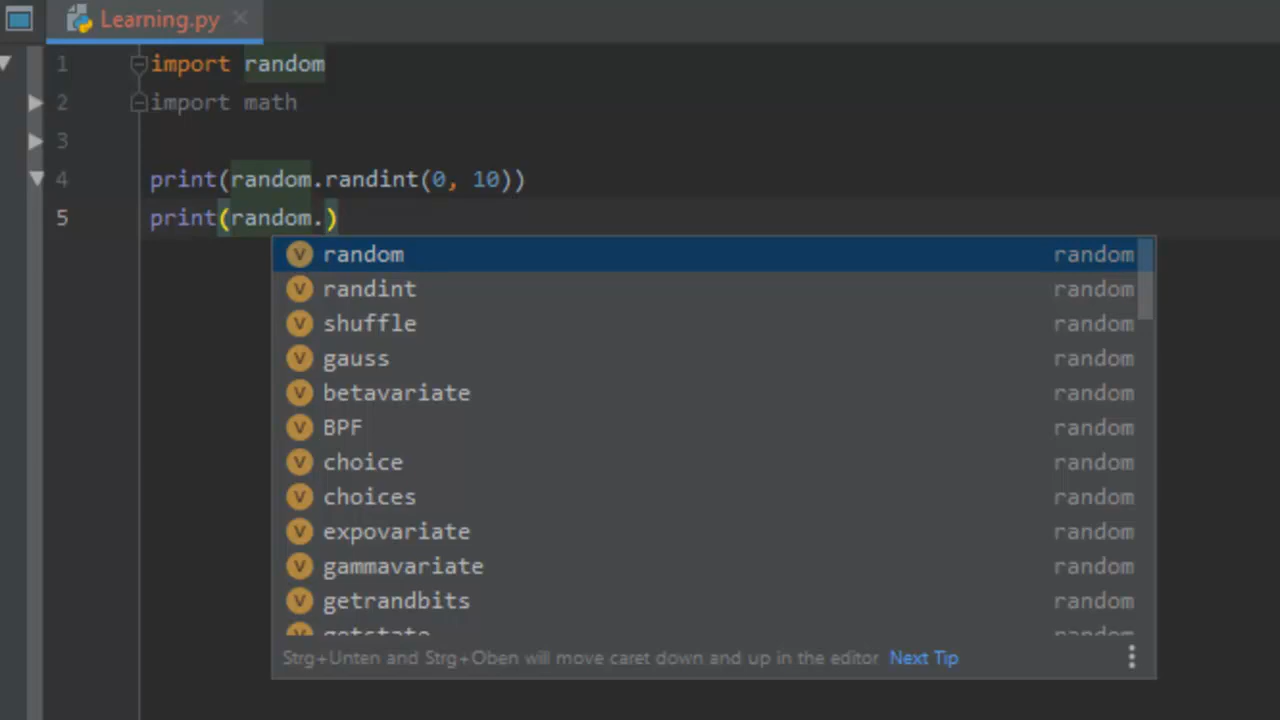 Learning.py
1 import random
2 import math
3
4 print(random.randint(0, 10))
5 print(random.)
random random
randint random
shuffle random
gauss random
betavariate random
BPF random
choice random
choices random
expovariate random
gammavariate random
getrandbits random
getstate random
Strg+Unten and Strg+Oben will move caret down and up in the editor Next Tip